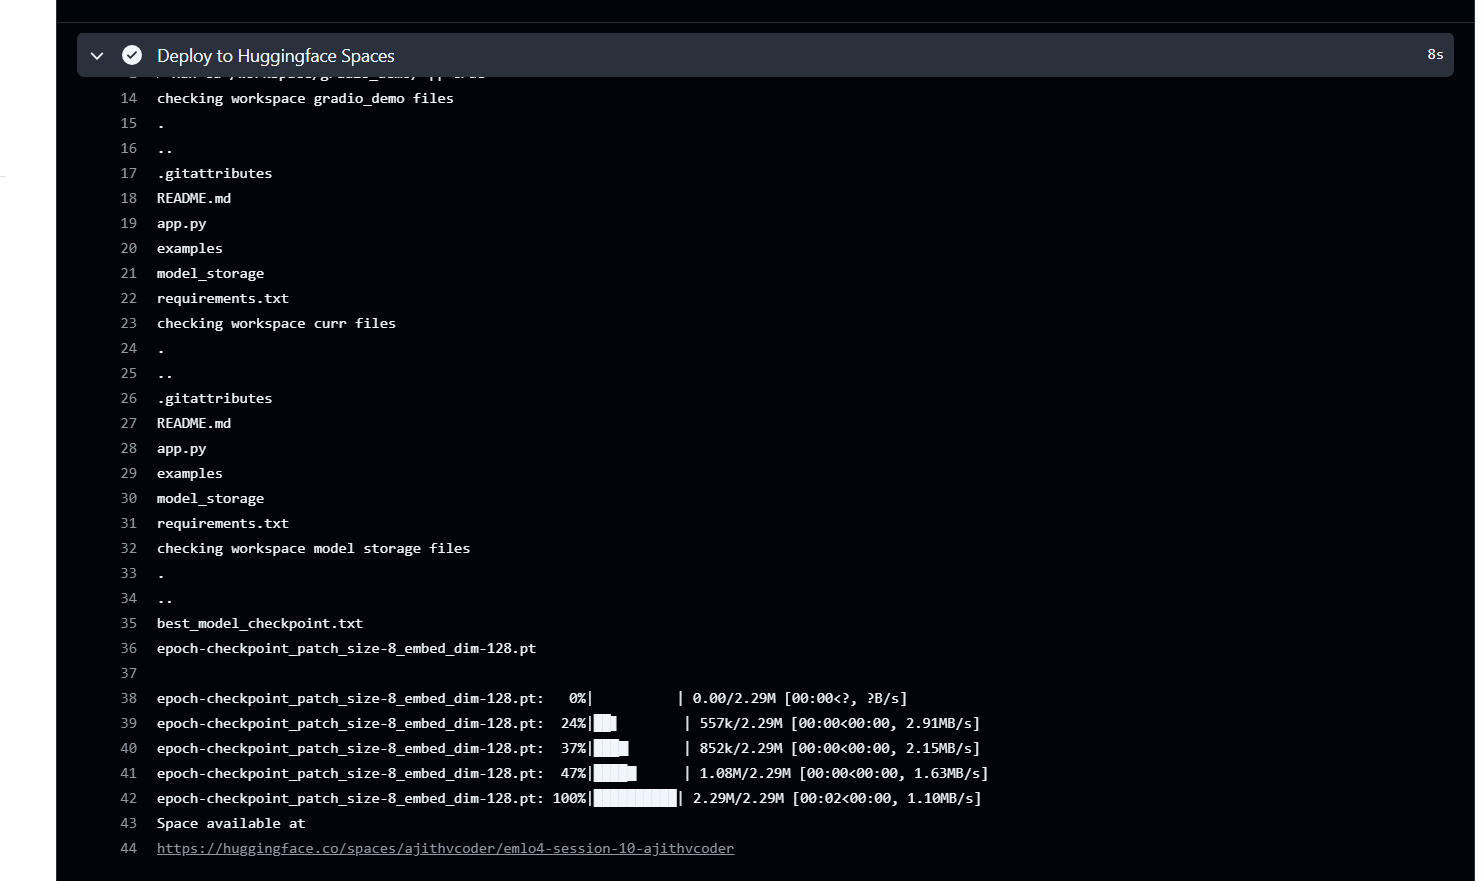 Deploy to Huggingface Spaces 8s
14 checking workspace gradio_demo files
15 .
16 ..
17 .gitattributes
18 README.md
19 app.py
20 examples
21 model_storage
22 requirements.txt
23 checking workspace curr files
24 .
25 ..
26 .gitattributes
27 README.md
28 app.py
29 examples
30 model_storage
31 requirements.txt
32 checking workspace model storage files
33 .
34 ..
35 best_model_checkpoint.txt
36 epoch-checkpoint_patch_size-8_embed_dim-128.pt
37
38 epoch-checkpoint_patch_size-8_embed_dim-128.pt: 0%| | 0.00/2.29M [00:00<?, ?B/s]
39 epoch-checkpoint_patch_size-8_embed_dim-128.pt: 24%|██▍ | 557k/2.29M [00:00<00:00, 2.91MB/s]
40 epoch-checkpoint_patch_size-8_embed_dim-128.pt: 37%|███▋ | 852k/2.29M [00:00<00:00, 2.15MB/s]
41 epoch-checkpoint_patch_size-8_embed_dim-128.pt: 47%|████▋ | 1.08M/2.29M [00:00<00:00, 1.63MB/s]
42 epoch-checkpoint_patch_size-8_embed_dim-128.pt: 100%|██████████| 2.29M/2.29M [00:02<00:00, 1.10MB/s]
43 Space available at
44 https://huggingface.co/spaces/ajithvcoder/emlo4-session-10-ajithvcoder